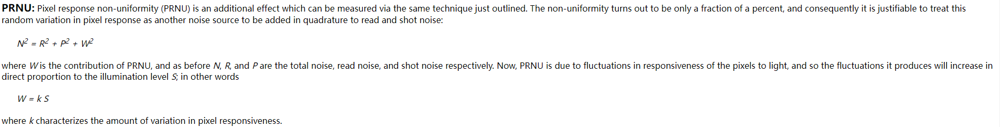 PRNU: Pixel response non-uniformity (PRNU) is an additional effect which can be measured via the same technique just outlined. The non-uniformity turns out to be only a fraction of a percent, and consequently it is justifiable to treat this
random variation in pixel response as another noise source to be added in quadrature to read and shot noise:
N² = R² + P² + W²
where W is the contribution of PRNU, and as before N, R, and P are the total noise, read noise, and shot noise respectively. Now, PRNU is due to fluctuations in responsiveness of the pixels to light, and so the fluctuations it produces will increase in
direct proportion to the illumination level S; in other words
W = k S
where k characterizes the amount of variation in pixel responsiveness.